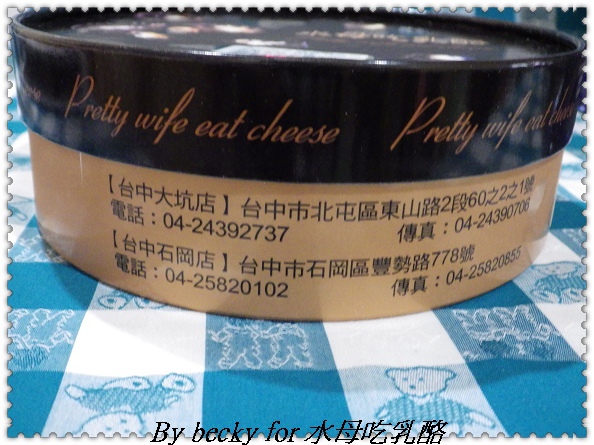 Pretty wife eat cheese Pretty wife eat cheese
【台中大坑店】台中市北屯區東山路2段60之2之1號
電話：04-24392737 傳真：04-24390706
【台中石岡店】台中市石岡區豐勢路778號
電話：04-25820102 傳真：04-25820855
By becky for 水母吃乳酪